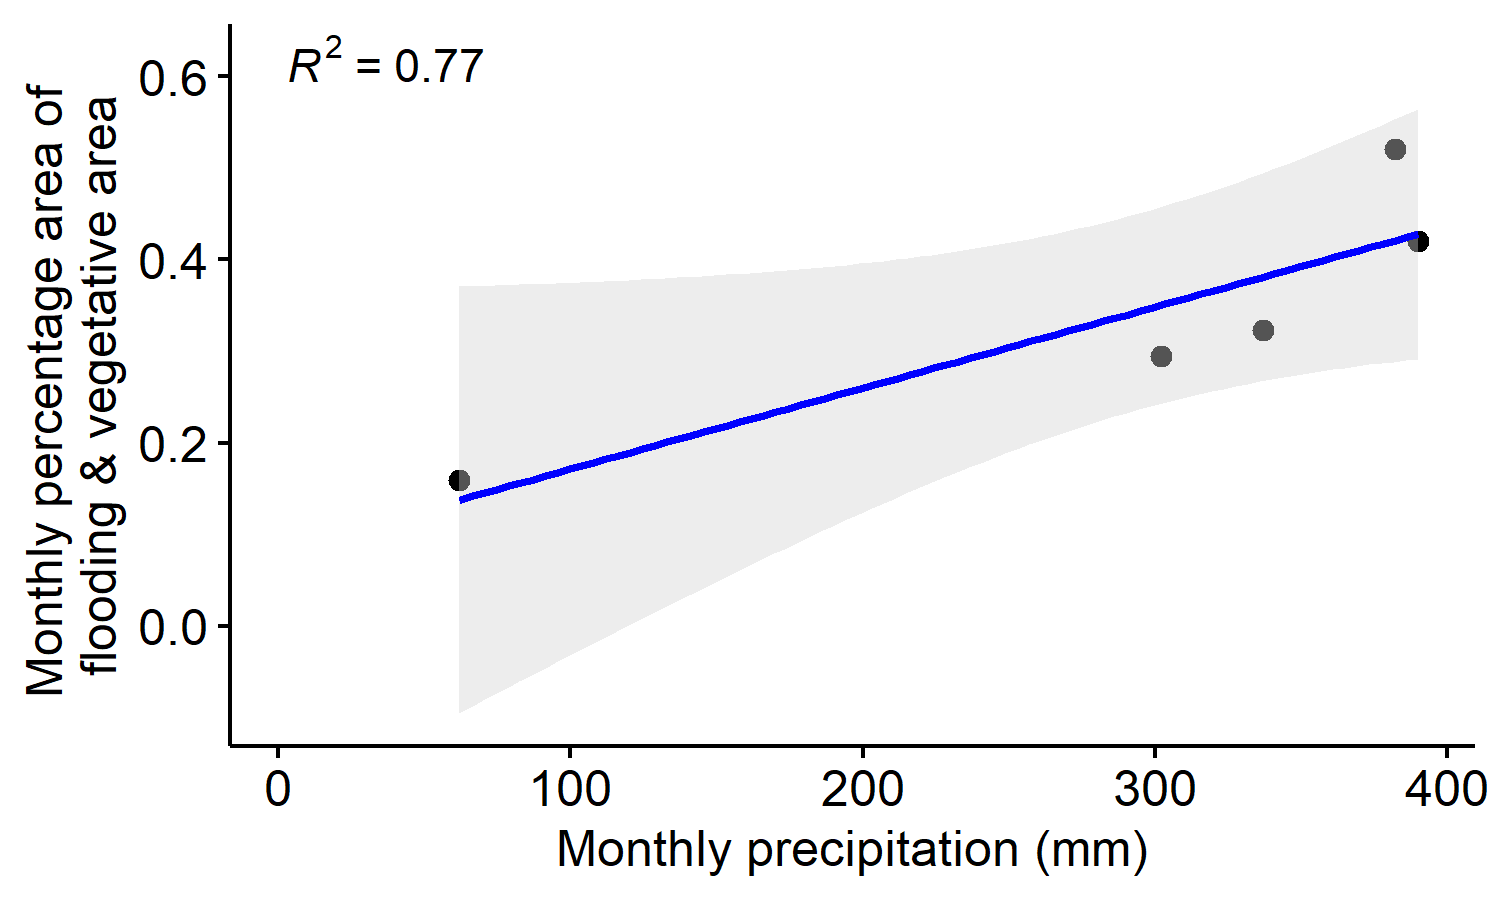 R² = 0.77
Monthly percentage area of
flooding & vegetative area
0.6
0.4
0.2
0.0
0 100 200 300 400
Monthly precipitation (mm)